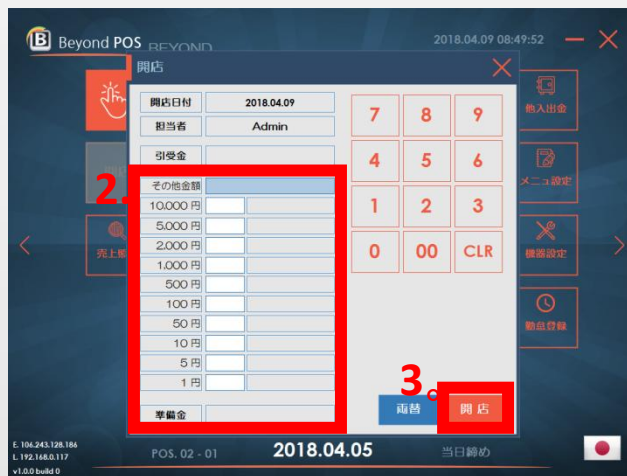 Beyond POS BEYOND
2018.04.09 08:49:52
開店
開店日付 2018.04.09
担当者 Admin
引受金
2.
その他金額
10.000 円
5.000 円
2.000 円
1.000 円
500 円
100 円
50 円
10 円
5 円
1 円
準備金
7 8 9
4 5 6
1 2 3
0 00 CLR
3。
両替 開 店
他入出金
メニュ設定
機器設定
勤怠登録
売上
E. 106.243.128.186
L. 192.168.0.117
v1.0.0 build 0
POS. 02 - 01
2018.04.05
当日締め